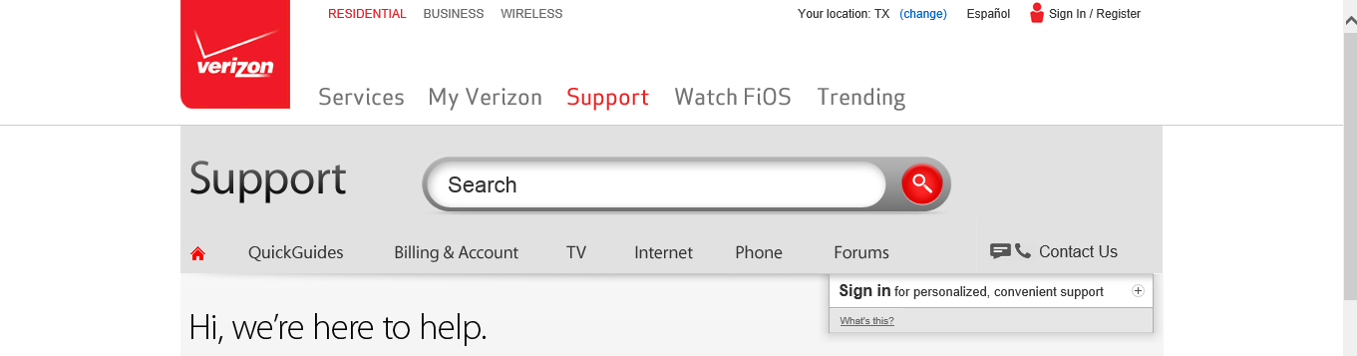 RESIDENTIAL BUSINESS WIRELESS Your location: TX (change) Español Sign In / Register
verizon
Services My Verizon Support Watch FiOS Trending
Support Search
QuickGuides Billing & Account TV Internet Phone Forums Contact Us
Sign in for personalized, convenient support
What's this?
Hi, we're here to help.